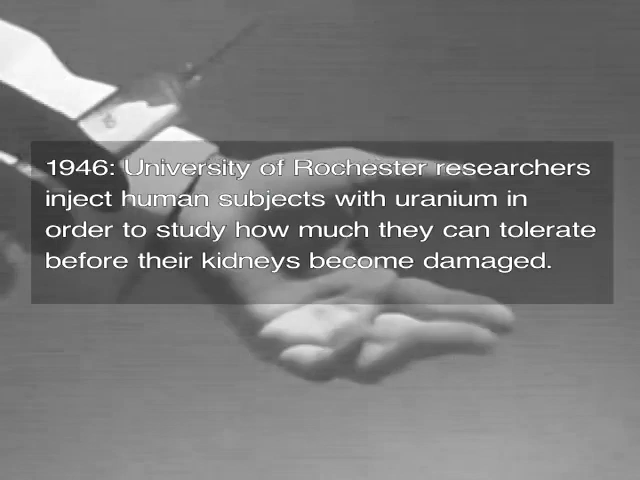 1946: University of Rochester researchers
inject human subjects with uranium in
order to study how much they can tolerate
before their kidneys become damaged.